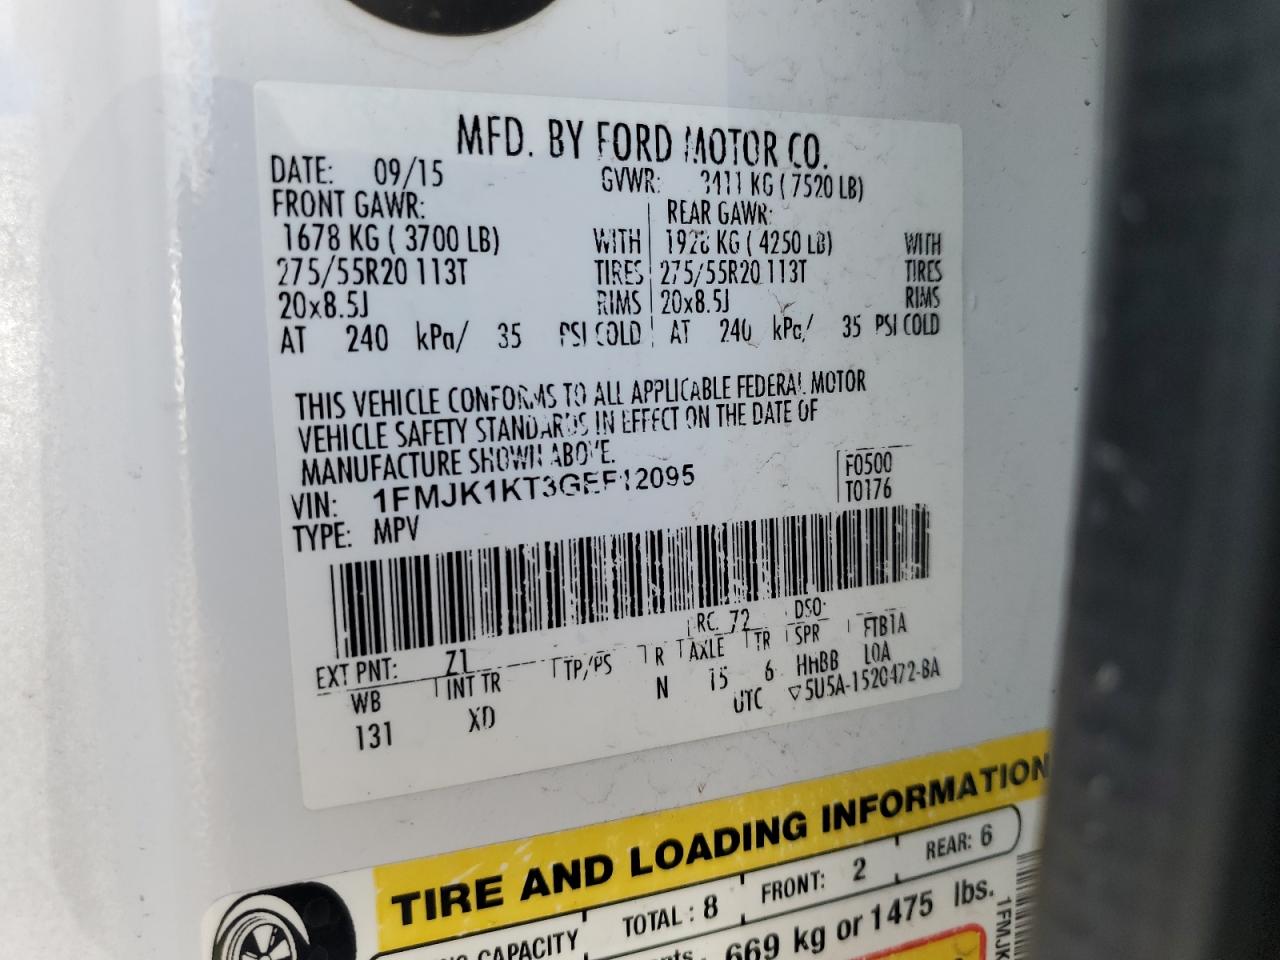 MFD. BY FORD MOTOR CO.
DATE: 09/15 GVWR: 3411 KG ( 7520 LB)
FRONT GAWR: REAR GAWR:
1678 KG ( 3700 LB) WITH 1928 KG ( 4250 LB) WITH
275/55R20 113T TIRES 275/55R20 113T TIRES
20x8.5J RIMS 20x8.5J RIMS
AT 240 kPa/ 35 PSI COLD AT 240 kPa/ 35 PSI COLD
THIS VEHICLE CONFORMS TO ALL APPLICABLE FEDERAL MOTOR
VEHICLE SAFETY STANDARDS IN EFFECT ON THE DATE OF
MANUFACTURE SHOWN ABOVE.
VIN: 1FMJK1KT3GEF12095 F0500
TYPE: MPV T0176
RC: 72 DSO:
EXT PNT: Z1 FTB1A
WB INT TR TP/PS R AXLE TR SPR
131 XD N 15 6 HHBB LOA
UTC ▽5U5A-1520472-BA
TIRE AND LOADING INFORMATION
CAPACITY TOTAL : 8 FRONT: 2 REAR: 6
669 kg or 1475 lbs.
1FMJK